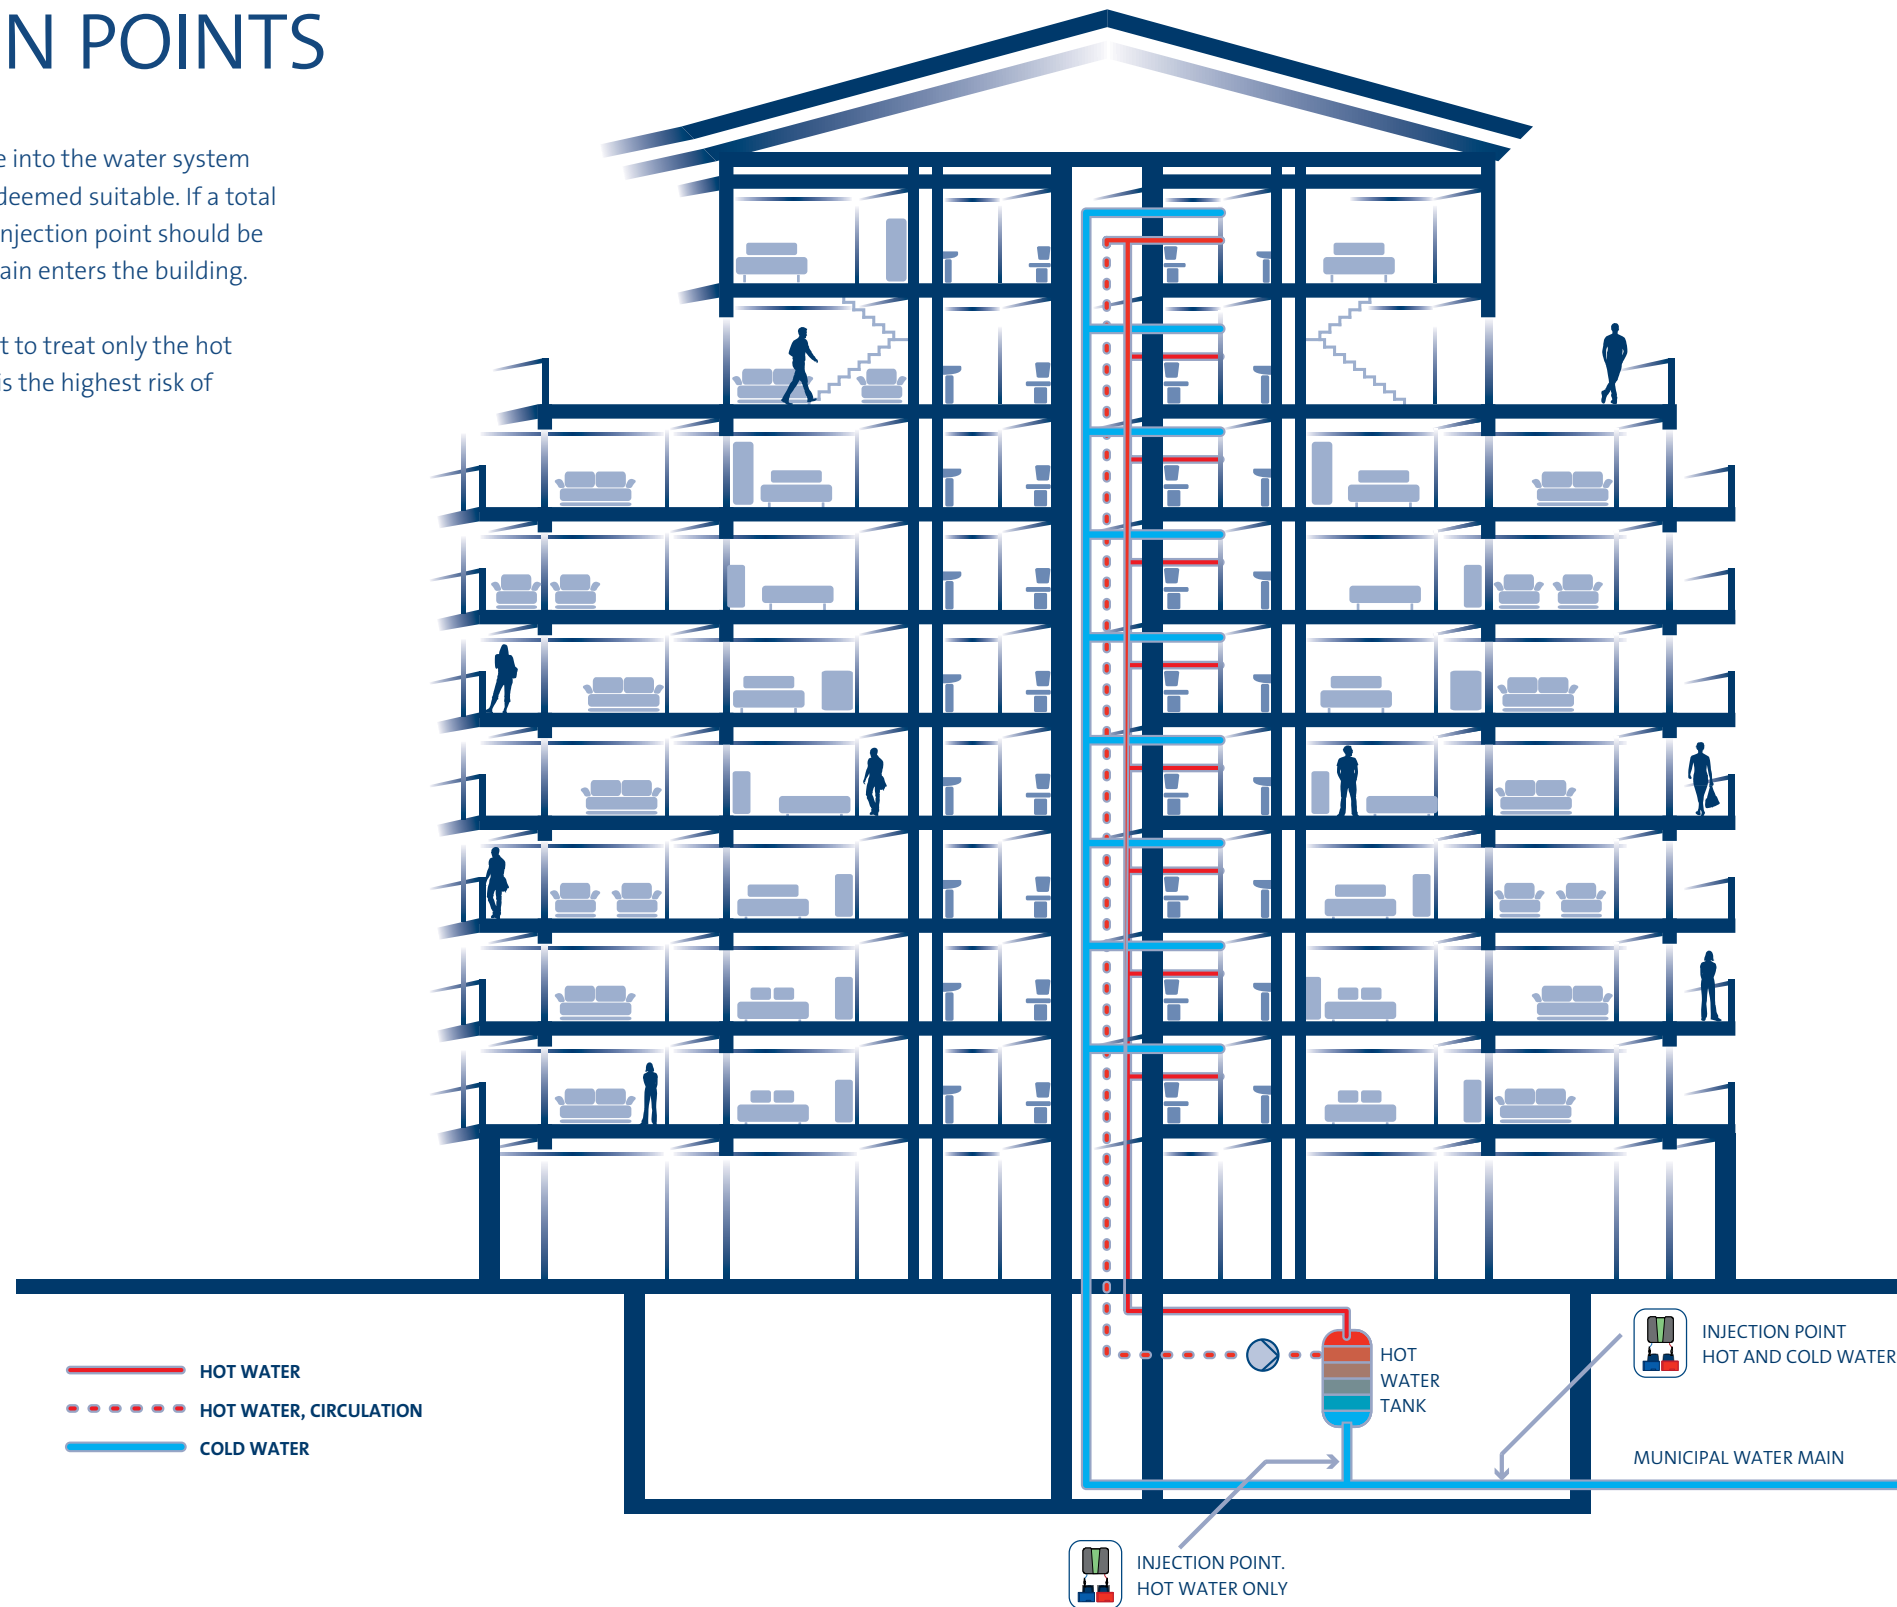 N POINTS
e into the water system
deemed suitable. If a total
njection point should be
ain enters the building.
t to treat only the hot
is the highest risk of
HOT WATER
HOT WATER, CIRCULATION
COLD WATER
HOT
WATER
TANK
INJECTION POINT
HOT AND COLD WATER
MUNICIPAL WATER MAIN
INJECTION POINT.
HOT WATER ONLY